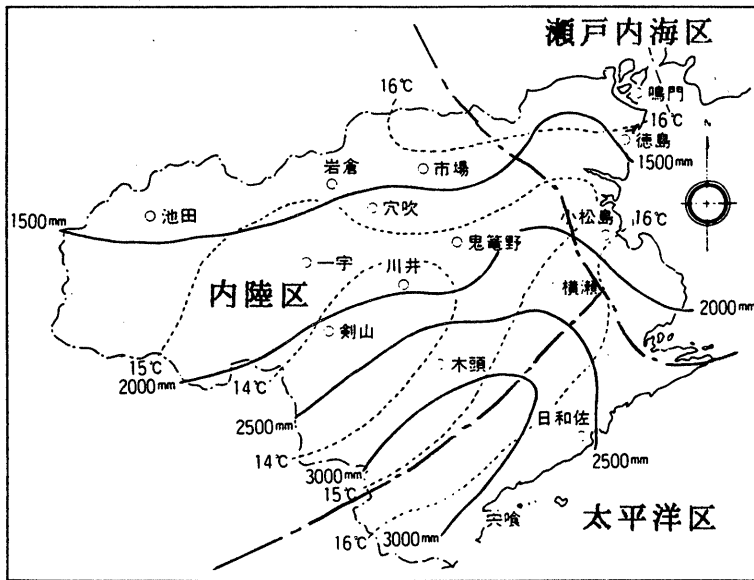 瀬戸内海区
16℃
鳴門
16℃
N
徳島
1500mm
岩倉
市場
1500mm
池田
穴吹
松島
16℃
鬼篭野
一宇
川井
内陸区
横瀬
2000mm
剣山
15℃
2000mm
14℃
木頭
2500mm
日和佐
14℃
2500mm
3000mm
15℃
宍喰
太平洋区
16℃
3000mm